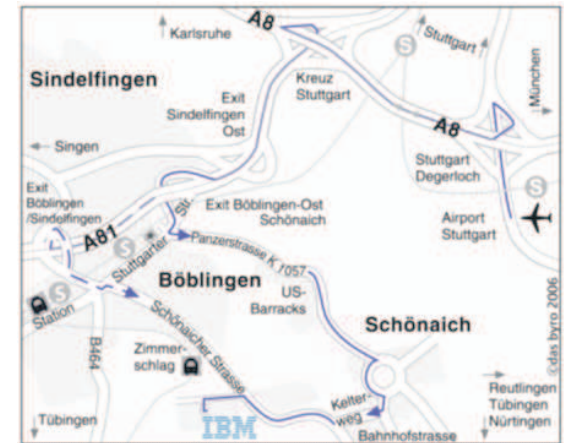 A8
Karlsruhe
Stuttgart
S
Sindelfingen
Kreuz
Stuttgart
München
Exit
Sindelfingen
Ost
A8
Singen
Stuttgart
Degerloch
S
Exit
Böblingen
/Sindelfingen
Str.
Exit Böblingen-Ost
Schönaich
Airport
Stuttgart
A81
S
Stuttgarter
Panzerstrasse K 1057
Böblingen
US-
Barracks
S
Station
Schönaicher Strasse
Schönaich
©das byro 2006
B464
Zimmer-
schlag
Reutlingen
Tübingen
Nürtingen
Kelter-
weg
Tübingen
IBM
Bahnhofstrasse